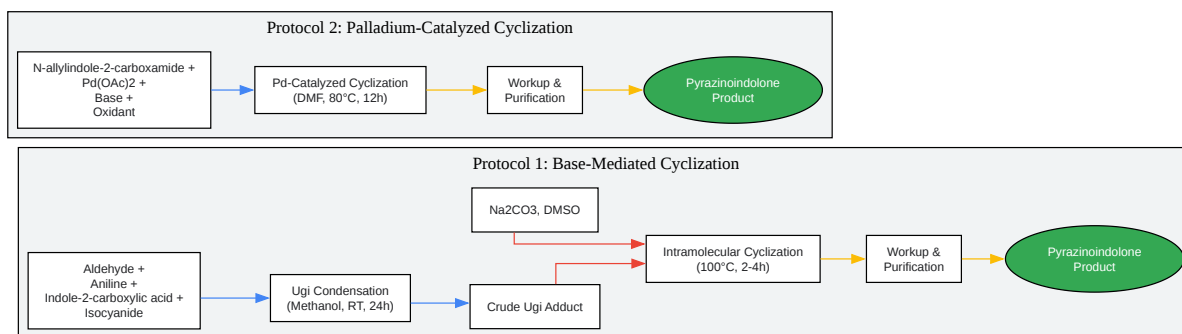 Protocol 2: Palladium-Catalyzed Cyclization
N-allylindole-2-carboxamide +
Pd(OAc)2 +
Base +
Oxidant
Pd-Catalyzed Cyclization
(DMF, 80°C, 12h)
Workup &
Purification
Pyrazinoindolone
Product
Protocol 1: Base-Mediated Cyclization
Aldehyde +
Aniline +
Indole-2-carboxylic acid +
Isocyanide
Ugi Condensation
(Methanol, RT, 24h)
Na2CO3, DMSO
Crude Ugi Adduct
Intramolecular Cyclization
(100°C, 2-4h)
Workup &
Purification
Pyrazinoindolone
Product